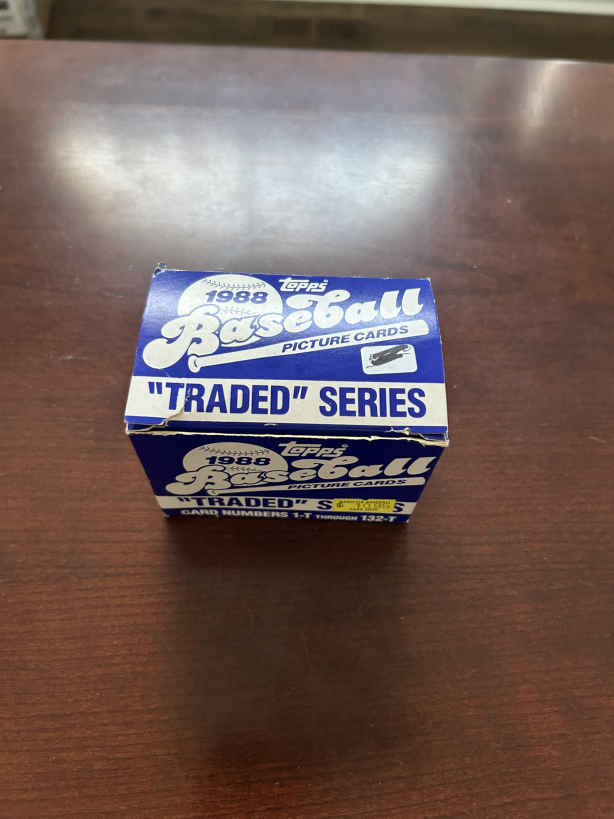 Topps
1988
Baseball
PICTURE CARDS
"TRADED" SERIES
Topps
1988
Baseball
PICTURE CARDS
"TRADED" S S
CARD NUMBERS 1-T THROUGH 132-T